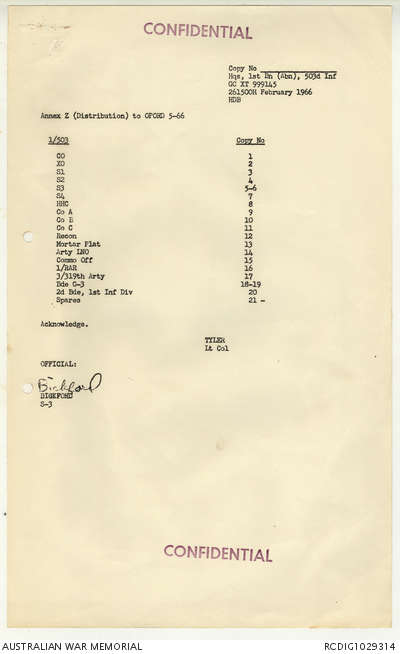 CONFIDENTIAL
Copy No
Hqs, 1st Bn (Abn), 503d Inf
GC XT 999145
261500H February 1966
HDB
Annex Z (Distribution) to OPORD 5-66
1/503 Copy No
CO 1
XO 2
S1 3
S2 4
S3 5-6
S4 7
HHC 8
Co A 9
Co B 10
Co C 11
Recon 12
Mortar Plat 13
Arty LNO 14
Commo Off 15
1/RAR 16
3/319th Arty 17
Bde G-3 18-19
2d Bde, 1st Inf Div 20
Spares 21 -
Acknowledge.
TYLER
Lt Col
OFFICIAL:
Bickford
BICKFORD
S-3
CONFIDENTIAL
AUSTRALIAN WAR MEMORIAL
RCDIG1029314